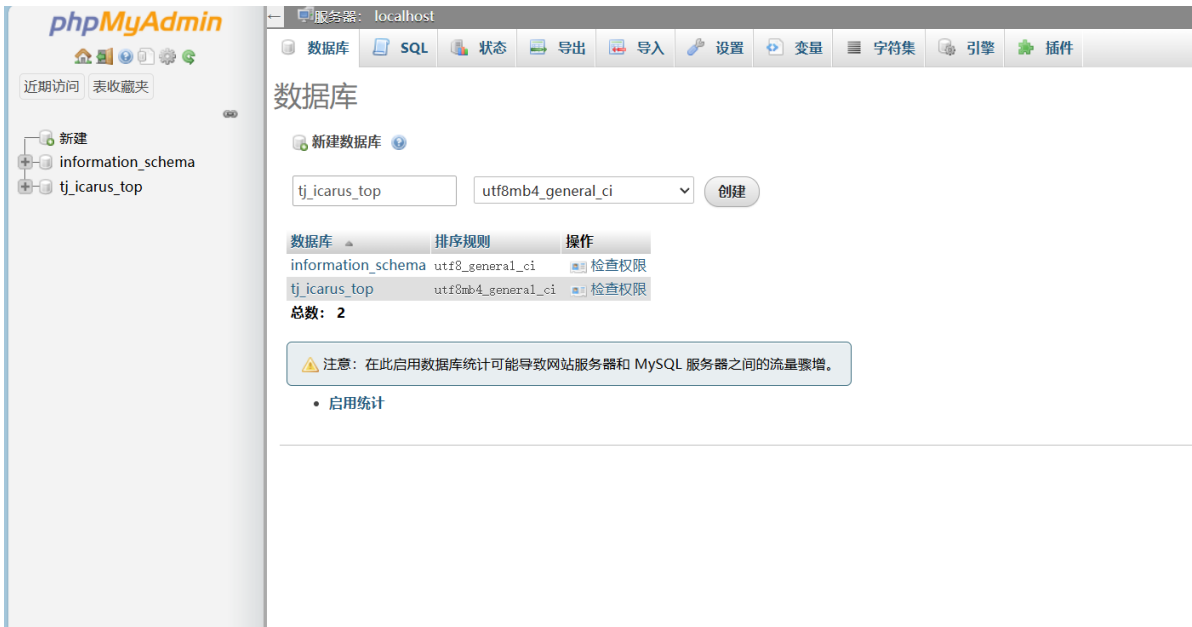 phpMyAdmin
近期访问 表收藏夹
新建
information_schema
tj_icarus_top
服务器: localhost
数据库 SQL 状态 导出 导入 设置 变量 字符集 引擎 插件
数据库
新建数据库
tj_icarus_top utf8mb4_general_ci 创建
数据库 排序规则 操作
information_schema utf8_general_ci 检查权限
tj_icarus_top utf8mb4_general_ci 检查权限
总数: 2
注意：在此启用数据库统计可能导致网站服务器和 MySQL 服务器之间的流量骤增。
启用统计